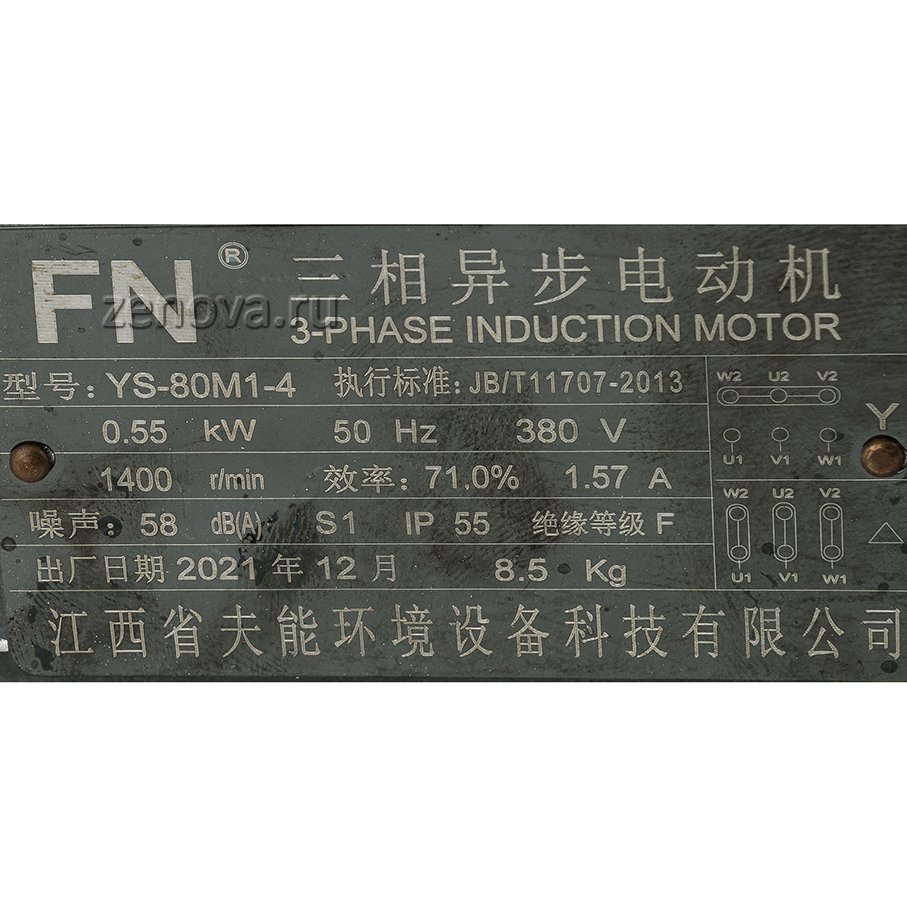 FN®
zenova.ru
三相异步电动机
3-PHASE INDUCTION MOTOR
型号: YS-80M1-4 执行标准: JB/T11707-2013
0.55 kW 50 Hz 380 V
1400 r/min 效率: 71.0% 1.57 A
噪声: 58 dB(A) S1 IP 55 绝缘等级 F
出厂日期 2021 年 12 月 8.5 Kg
W2 U2 V2
Y
U1 V1 W1
W2 U2 V2
△
U1 V1 W1
江西省夫能环境设备科技有限公司